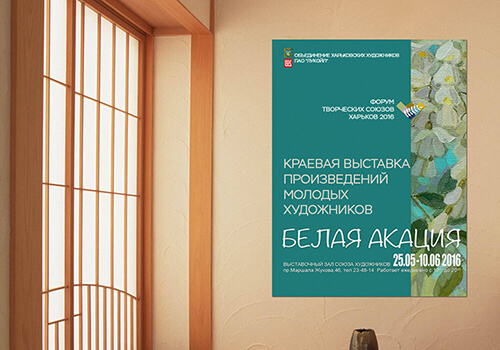 ОБЪЕДИНЕНИЕ ХАРЬКОВСКИХ ХУДОЖНИКОВ
ПАО "ЛУКОЙЛ"
ФОРУМ
ТВОРЧЕСКИХ СОЮЗОВ
ХАРЬКОВ 2016
КРАЕВАЯ ВЫСТАВКА
ПРОИЗВЕДЕНИЙ
МОЛОДЫХ
ХУДОЖНИКОВ
БЕЛАЯ АКАЦИЯ
ВЫСТАВОЧНЫЙ ЗАЛ СОЮЗА ХУДОЖНИКОВ 25.05-10.06 2016
пр.Маршала Жукова,46, тел 23-48-14 Работает ежедневно с до